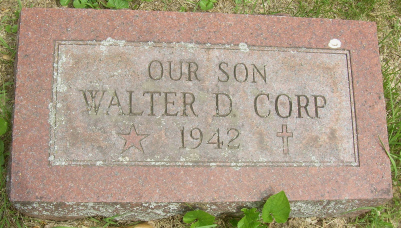 OUR SON
WALTER D. CORP
1942